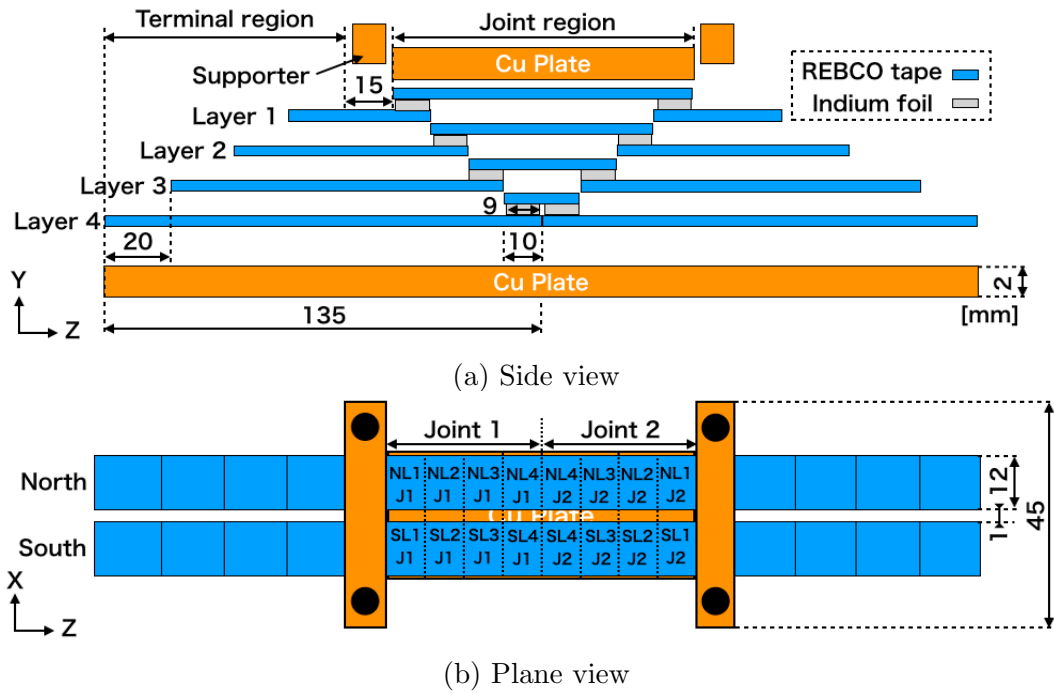 Terminal region
Joint region
Supporter
Cu Plate
REBCO tape
Indium foil
15
Layer 1
Layer 2
Layer 3
Layer 4
9
20
10
Cu Plate
2
[mm]
135
Y
Z
(a) Side view
Joint 1
Joint 2
North
NL1 NL2 NL3 NL4 NL4 NL3 NL2 NL1
J1 J1 J1 J1 J2 J2 J2 J2
12
45
Cu Plate
1
South
SL1 SL2 SL3 SL4 SL4 SL3 SL2 SL1
J1 J1 J1 J1 J2 J2 J2 J2
X
Z
(b) Plane view